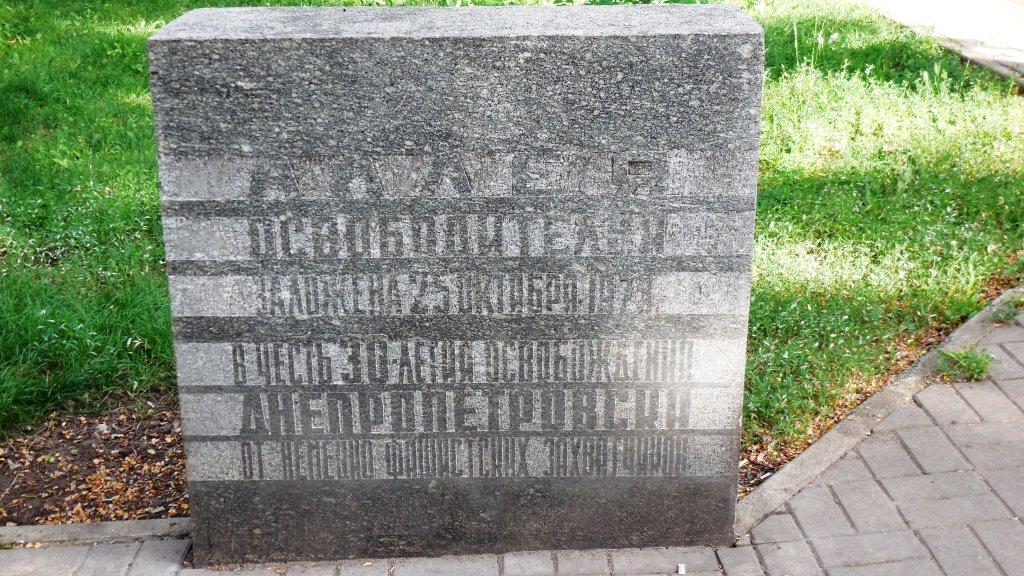 АЛЛЕЯ
ОСВОБОДИТЕЛЕЙ
ЗАЛОЖЕНА 25 ОКТЯБРЯ 1973 г.
В ЧЕСТЬ 30-ЛЕТИЯ ОСВОБОЖДЕНИЯ
ДНЕПРОПЕТРОВСКА
ОТ НЕМЕЦКО ФАШИСТСКИХ ЗАХВАТЧИКОВ